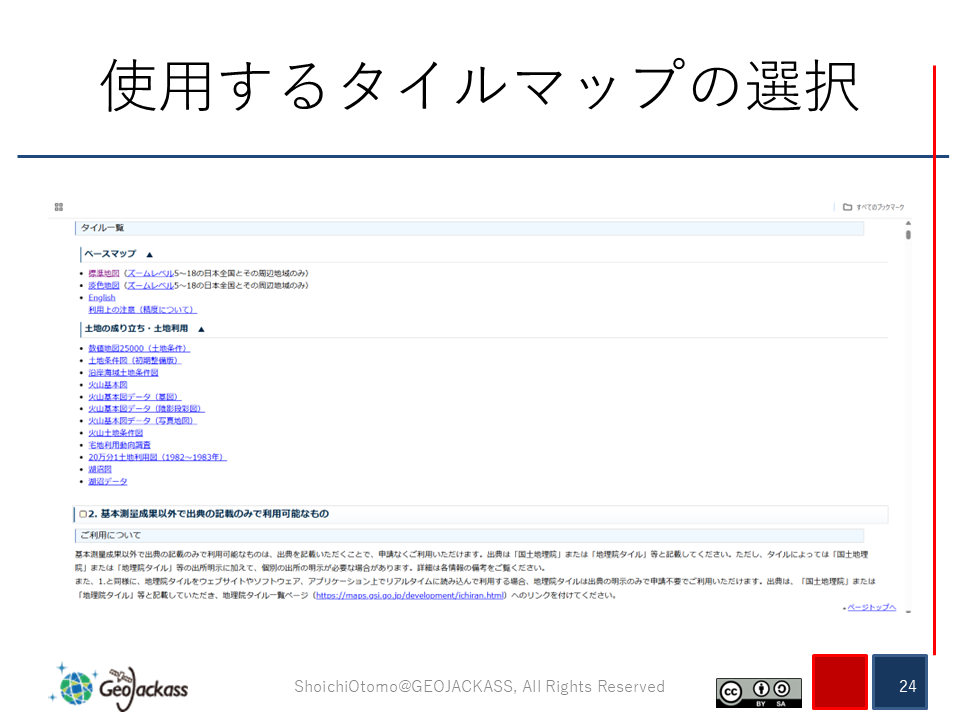 使用するタイルマップの選択
すべてのブックマーク
タイル一覧
ベースマップ ▲
• 標準地図（ズームレベル5～18の日本全国とその周辺地域のみ）
• 淡色地図（ズームレベル5～18の日本全国とその周辺地域のみ）
• English
利用上の注意（精度について）
土地の成り立ち・土地利用 ▲
• 数値地図25000（土地条件）
• 土地条件図（初期整備版）
• 沿岸海域土地条件図
• 火山基本図
• 火山基本図データ（基図）
• 火山基本図データ（陰影段彩図）
• 火山基本図データ（写真地図）
• 火山土地条件図
• 宅地利用動向調査
• 20万分1土地利用図（1982～1983年）
• 湖沼図
• 湖沼データ
□2. 基本測量成果以外で出典の記載のみで利用可能なもの
ご利用について
基本測量成果以外で出典の記載のみで利用可能なものは、出典を記載いただくことで、申請なくご利用いただけます。出典は「国土地理院」または「地理院タイル」等と記載してください。ただし、タイルによっては「国土地理
院」または「地理院タイル」等の出所明示に加えて、個別の出所の明示が必要な場合があります。詳細は各情報の備考をご覧ください。
また、1.と同様に、地理院タイルをウェブサイトやソフトウェア、アプリケーション上でリアルタイムに読み込んで利用する場合、地理院タイルは出典の明示のみで申請不要でご利用いただけます。出典は、「国土地理院」または
「地理院タイル」等と記載していただき、地理院タイル一覧ページ（https://maps.gsi.go.jp/development/ichiran.html）へのリンクを付けてください。
ページトップへ
GeoJackass
ShoichiOtomo@GEOJACKASS, All Rights Reserved
cc BY SA
24